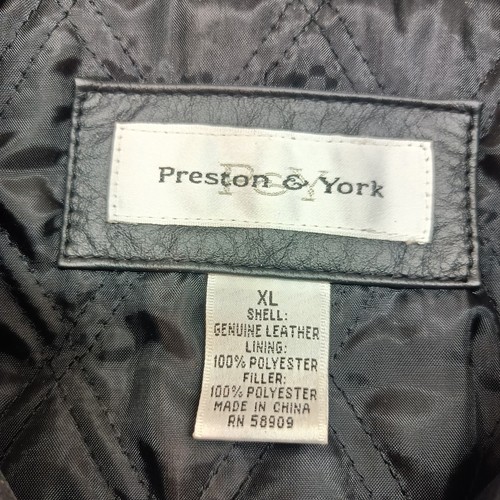 P&Y
Preston & York
XL
SHELL:
GENUINE LEATHER
LINING:
100% POLYESTER
FILLER:
100% POLYESTER
MADE IN CHINA
RN 58909